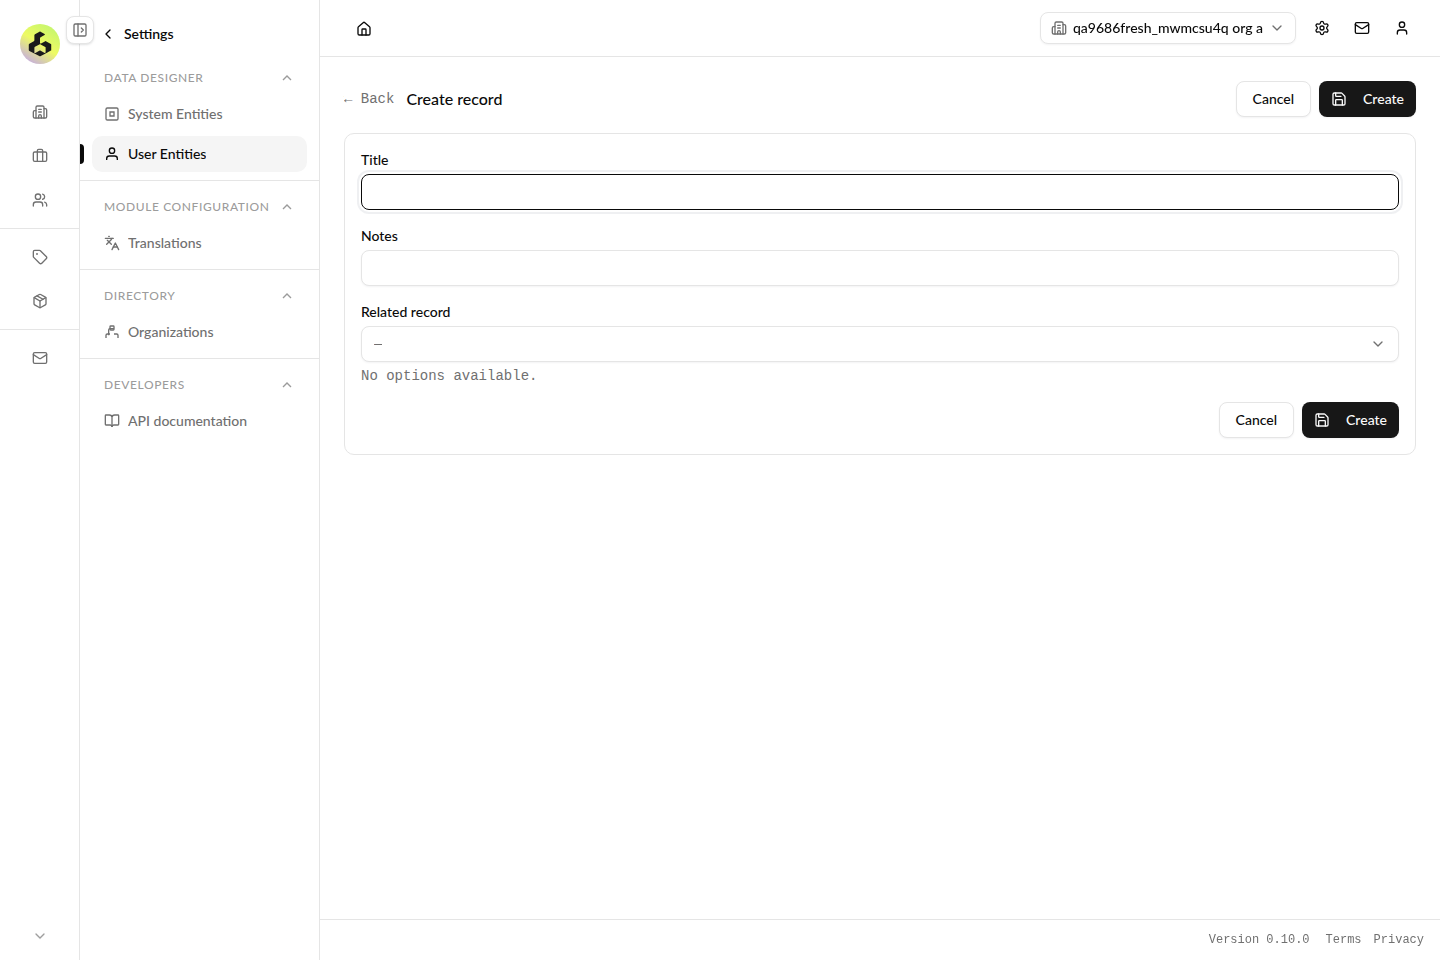 Settings
DATA DESIGNER
System Entities
User Entities
MODULE CONFIGURATION
Translations
DIRECTORY
Organizations
DEVELOPERS
API documentation
qa9686fresh_mwmcsu4q org a
← Back Create record
Cancel Create
Title
Notes
Related record
—
No options available.
Cancel Create
Version 0.10.0 Terms Privacy